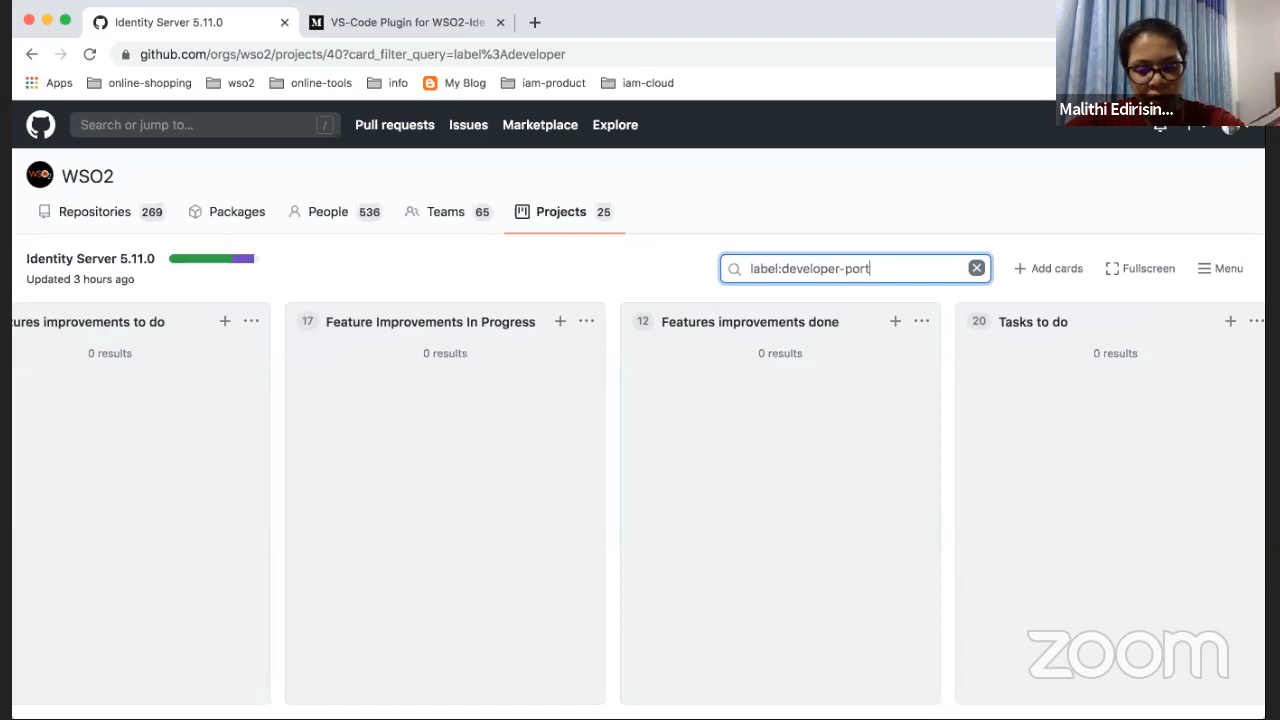 Identity Server 5.11.0
VS-Code Plugin for WSO2-Ide
github.com/orgs/wso2/projects/40?card_filter_query=label%3Adeveloper
Apps online-shopping wso2 online-tools info My Blog iam-product iam-cloud
Malithi Edirisin...
Search or jump to... /
Pull requests Issues Marketplace Explore
WSO2 WSO2
Repositories 269 Packages People 536 Teams 65 Projects 25
Identity Server 5.11.0
Updated 3 hours ago
label:developer-port
Add cards Fullscreen Menu
tures improvements to do
17 Feature Improvements In Progress
12 Features improvements done
20 Tasks to do
0 results
0 results
0 results
0 results
zoom